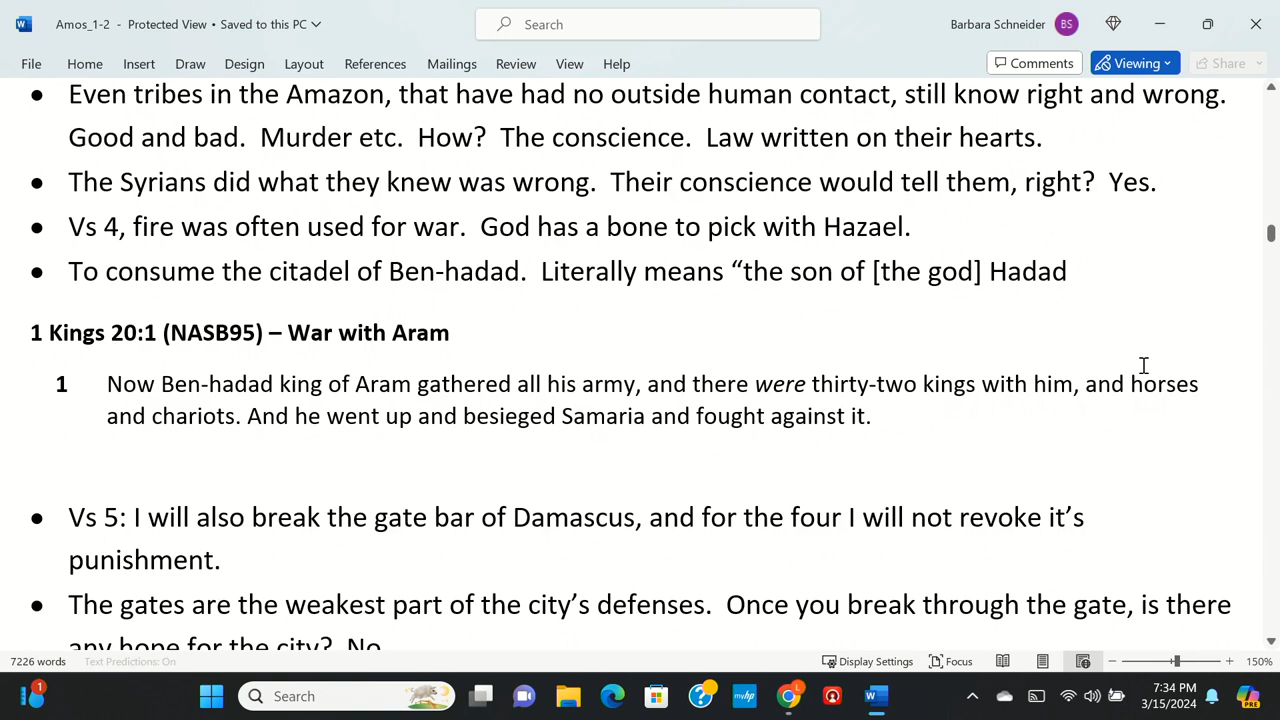 Amos_1-2 • Protected View • Saved to this PC
Search
Barbara Schneider
BS
File Home Insert Draw Design Layout References Mailings Review View Help
Comments
Viewing
Share
• Even tribes in the Amazon, that have had no outside human contact, still know right and wrong.
Good and bad. Murder etc. How? The conscience. Law written on their hearts.
• The Syrians did what they knew was wrong. Their conscience would tell them, right? Yes.
• Vs 4, fire was often used for war. God has a bone to pick with Hazael.
• To consume the citadel of Ben-hadad. Literally means “the son of [the god] Hadad
1 Kings 20:1 (NASB95) – War with Aram
1 Now Ben-hadad king of Aram gathered all his army, and there were thirty-two kings with him, and horses
and chariots. And he went up and besieged Samaria and fought against it.
• Vs 5: I will also break the gate bar of Damascus, and for the four I will not revoke it’s
punishment.
• The gates are the weakest part of the city’s defenses. Once you break through the gate, is there
any hope for the city? No
7226 words Text Predictions: On
Display Settings Focus 150%
1
Search
myhp
7:34 PM
3/15/2024
PRE